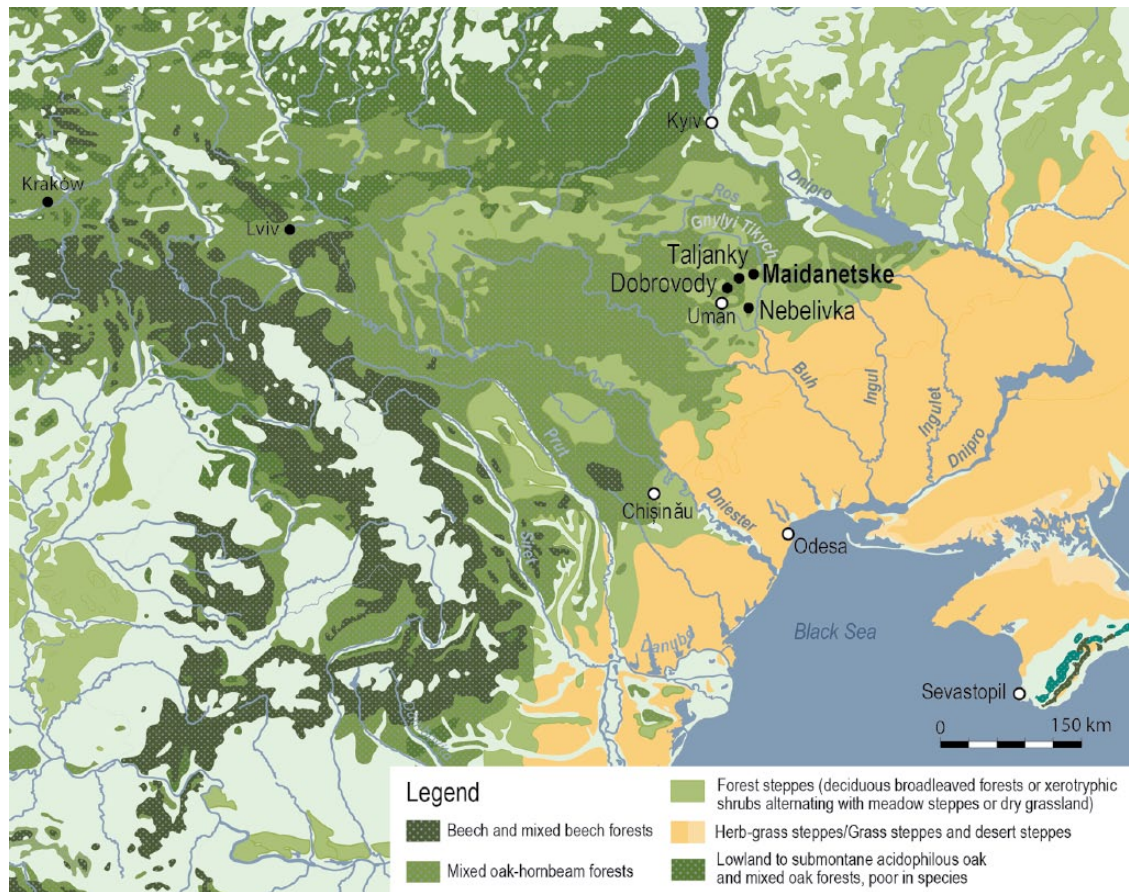 Kyiv
Kraków
Lviv
Dnipro
Ros
Gnylyi Tikych
Taljanky
Maidanetske
Dobrovody
Uman
Nebelivka
Buh
Ingul
Ingulet
Dnipro
Prut
Siret
Chișinău
Dniester
Odesa
Danube
Black Sea
Sevastopil
0 150 km
Legend
Beech and mixed beech forests
Mixed oak-hornbeam forests
Forest steppes (deciduous broadleaved forests or xerotryphic
shrubs alternating with meadow steppes or dry grassland)
Herb-grass steppes/Grass steppes and desert steppes
Lowland to submontane acidophilous oak
and mixed oak forests, poor in species